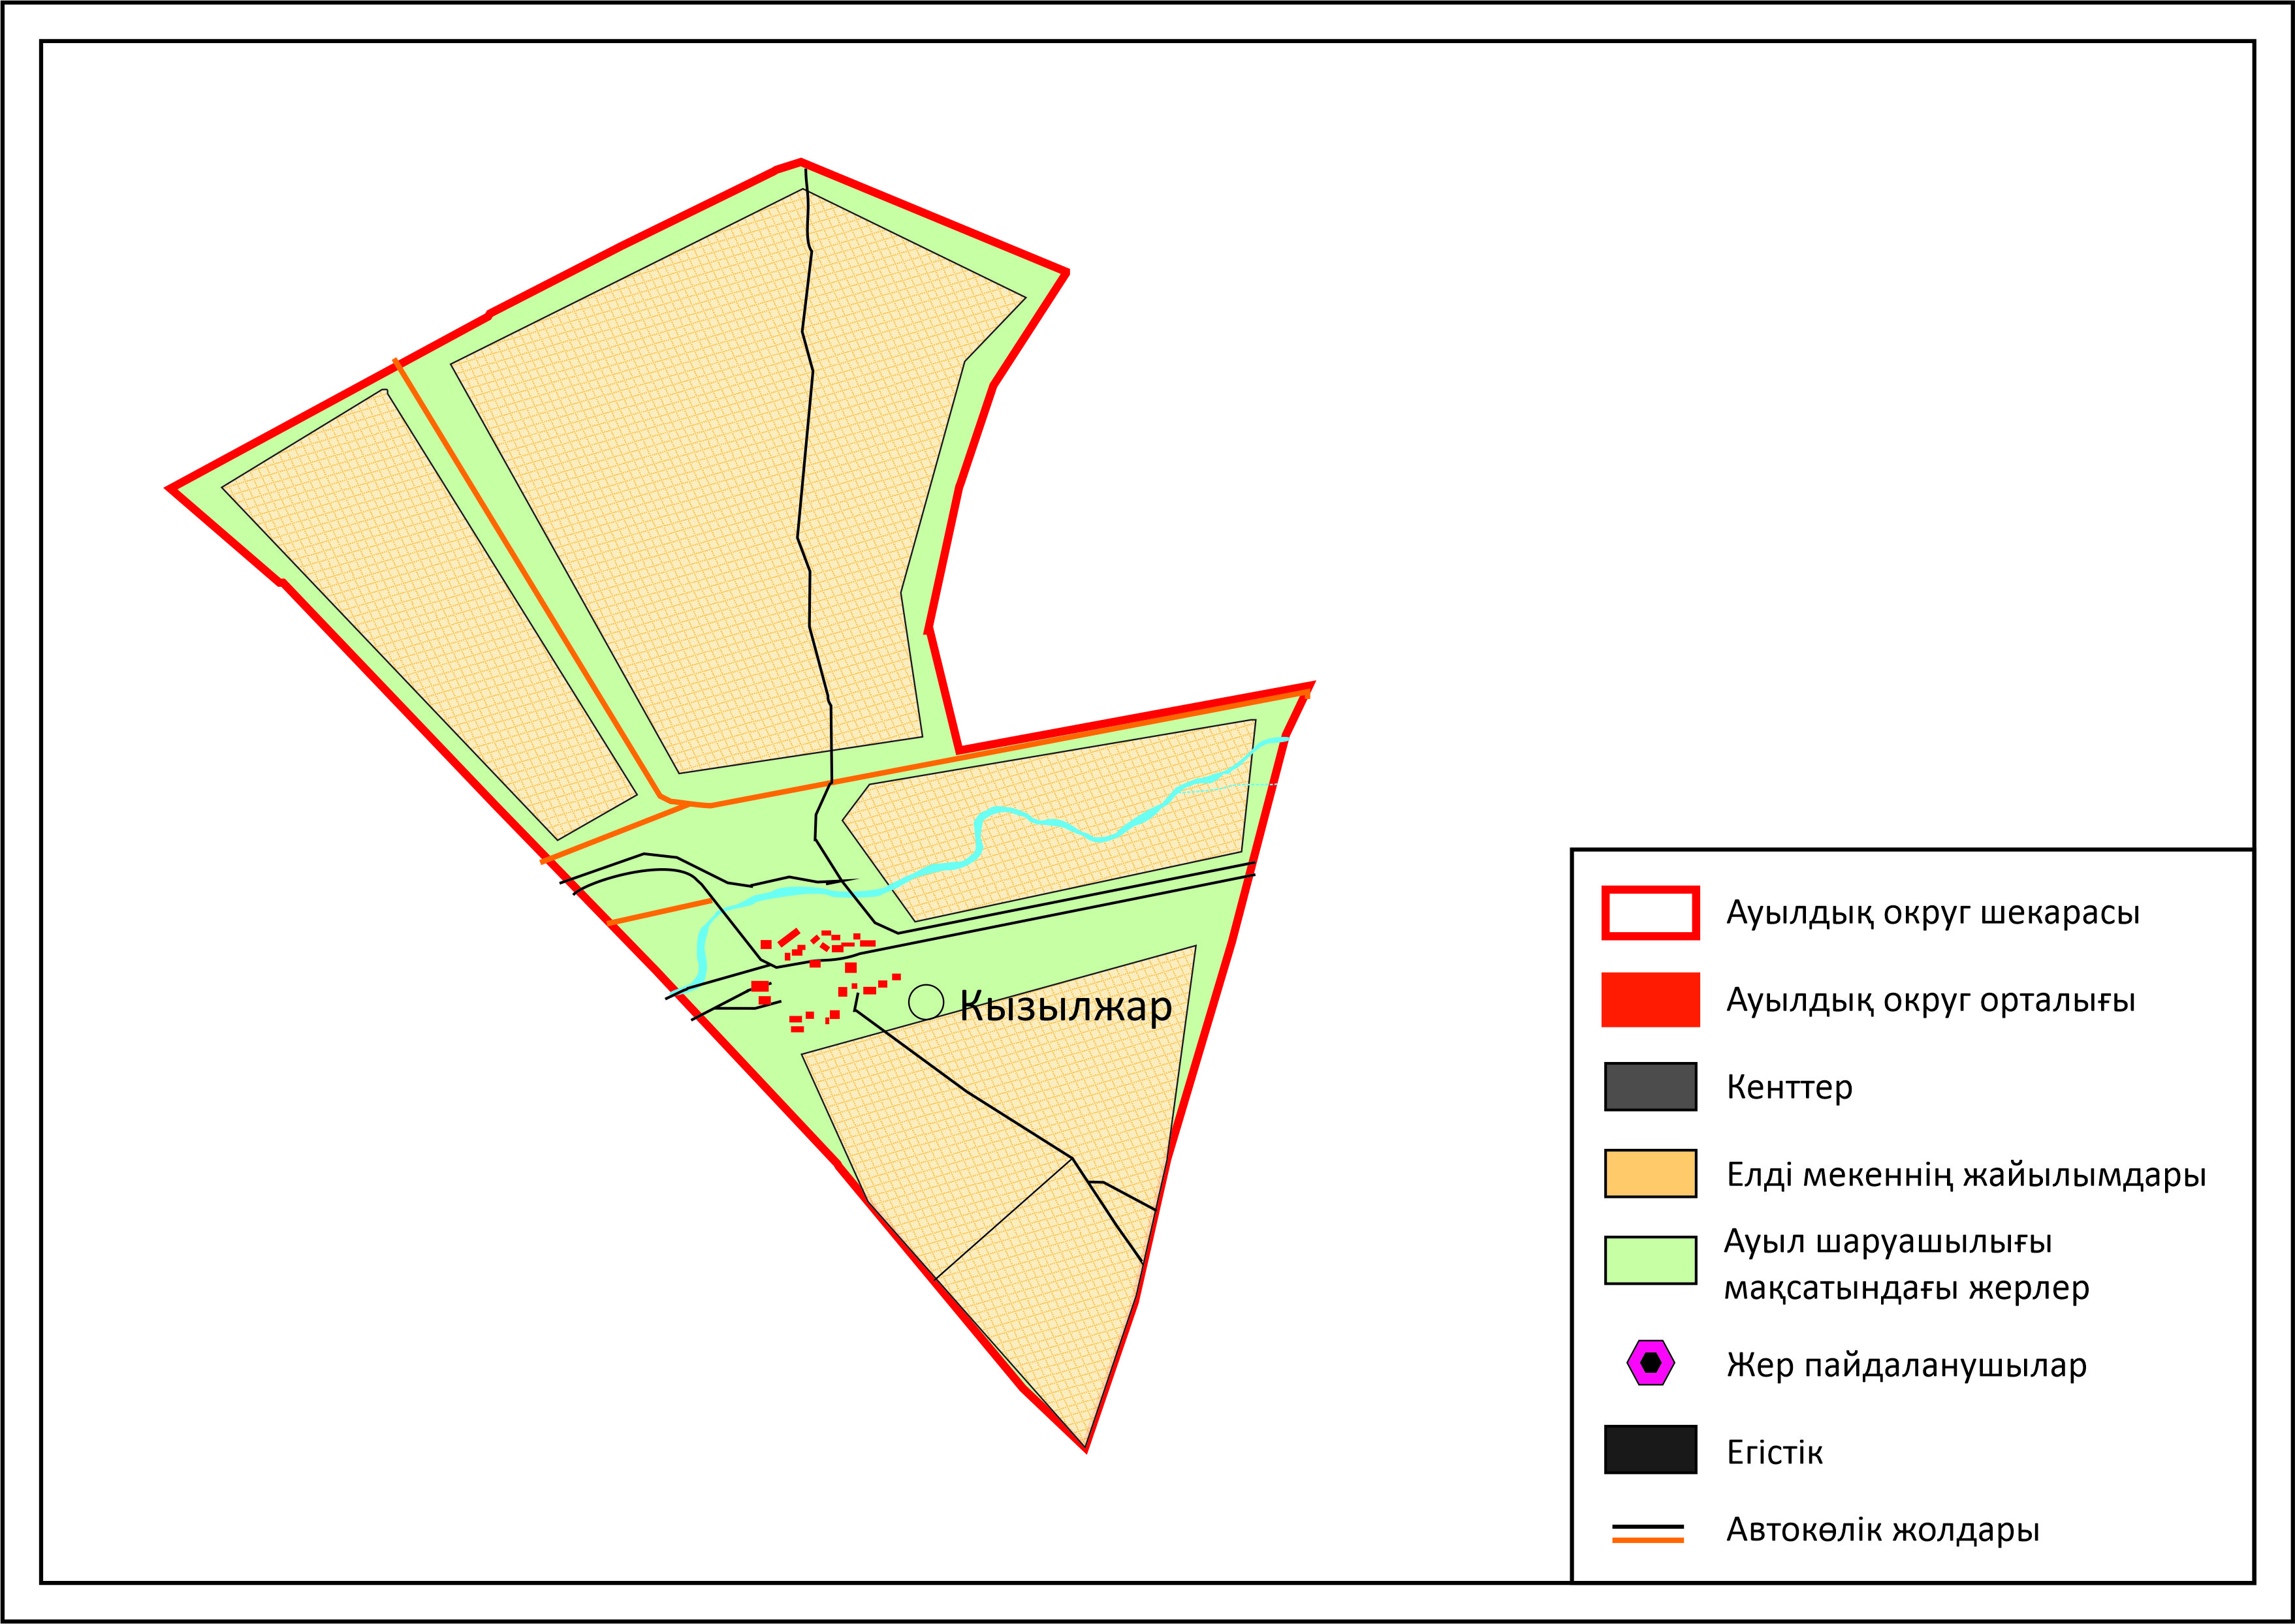 Кызылжар
Ауылдық округ шекарасы
Ауылдық округ орталығы
Кенттер
Елді мекеннің жайылымдары
Ауыл шаруашылығы
мақсатындағы жерлер
Жер пайдаланушылар
Егістік
Автокөлік жолдары